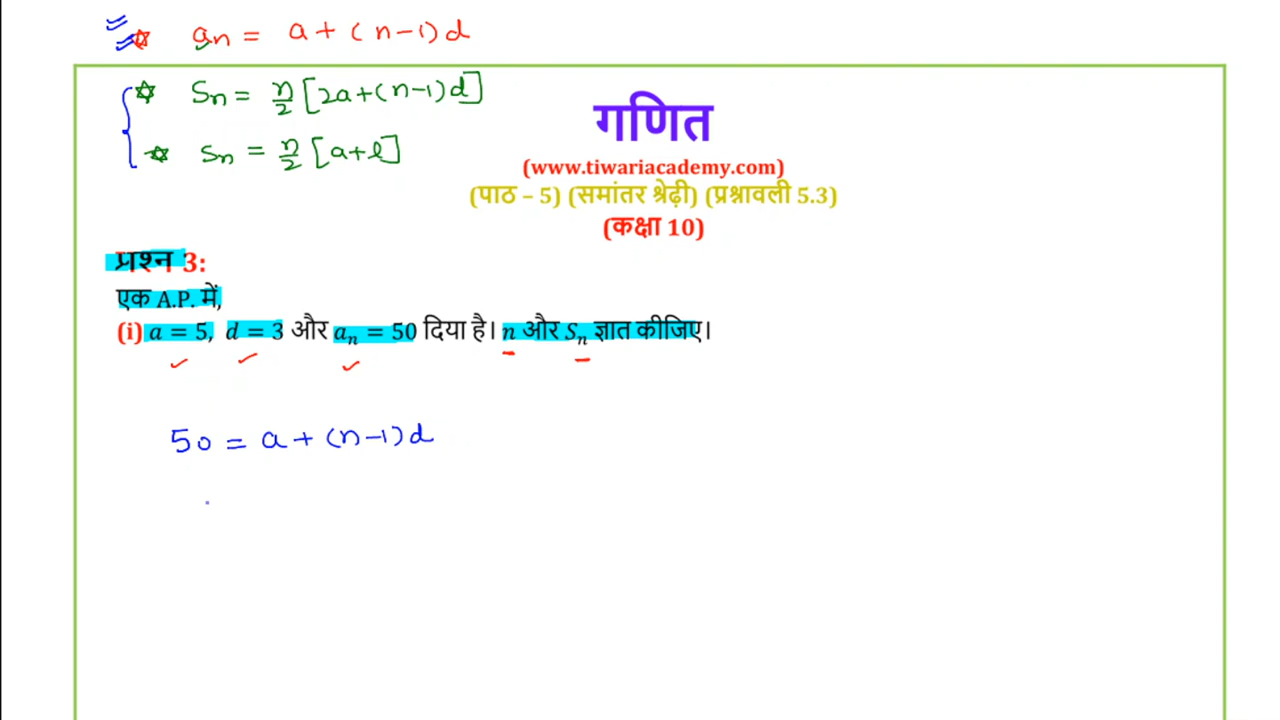 ☆ an = a + (n-1)d
☆ Sn = n/2 [2a+(n-1)d]
☆ Sn = n/2 [a+l]
गणित
(www.tiwariacademy.com)
(पाठ – 5) (समांतर श्रेढ़ी) (प्रश्नावली 5.3)
(कक्षा 10)
प्रश्न 3:
एक A.P. में,
(i) a = 5, d = 3 और aₙ = 50 दिया है। n और Sₙ ज्ञात कीजिए।
50 = a + (n-1)d